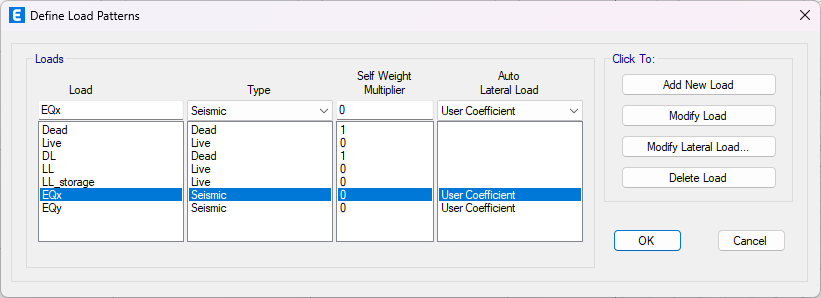 E Define Load Patterns
Loads
Click To:
Load Type Self Weight Multiplier Auto Lateral Load
EQx Seismic 0 User Coefficient
Dead Dead 1
Live Live 0
DL Dead 1
LL Live 0
LL_storage Live 0
EQx Seismic 0 User Coefficient
EQy Seismic 0 User Coefficient
Add New Load
Modify Load
Modify Lateral Load...
Delete Load
OK Cancel